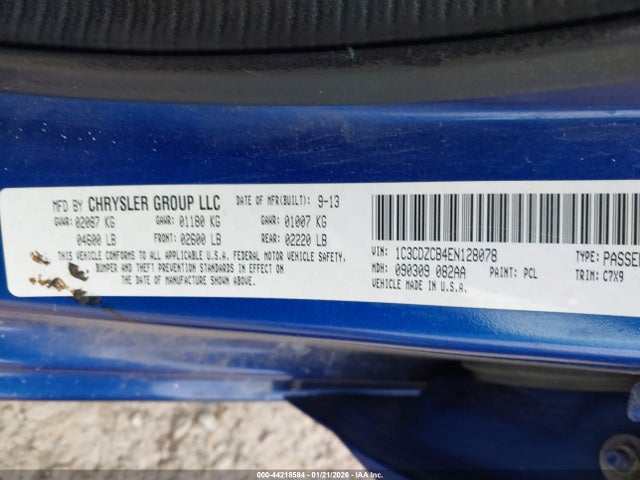 MFD BY CHRYSLER GROUP LLC DATE OF MFR(BUILT): 9-13
GVWR: 02087 KG GAWR: 01180 KG GAWR: 01007 KG
04600 LB FRONT: 02600 LB REAR: 02220 LB
THIS VEHICLE CONFORMS TO ALL APPLICABLE U.S.A. FEDERAL MOTOR VEHICLE SAFETY,
BUMPER AND THEFT PREVENTION STANDARDS IN EFFECT ON
THE DATE OF MANUFACTURE SHOWN ABOVE.
VIN: 1C3CDZCB4EN128078 TYPE: PASSE
MDH: 090309 082AA PAINT: PCL TRIM: C7X9
VEHICLE MADE IN U.S.A.
000-44218584 | 01/21/2026 - Copyright © IAA, LLC